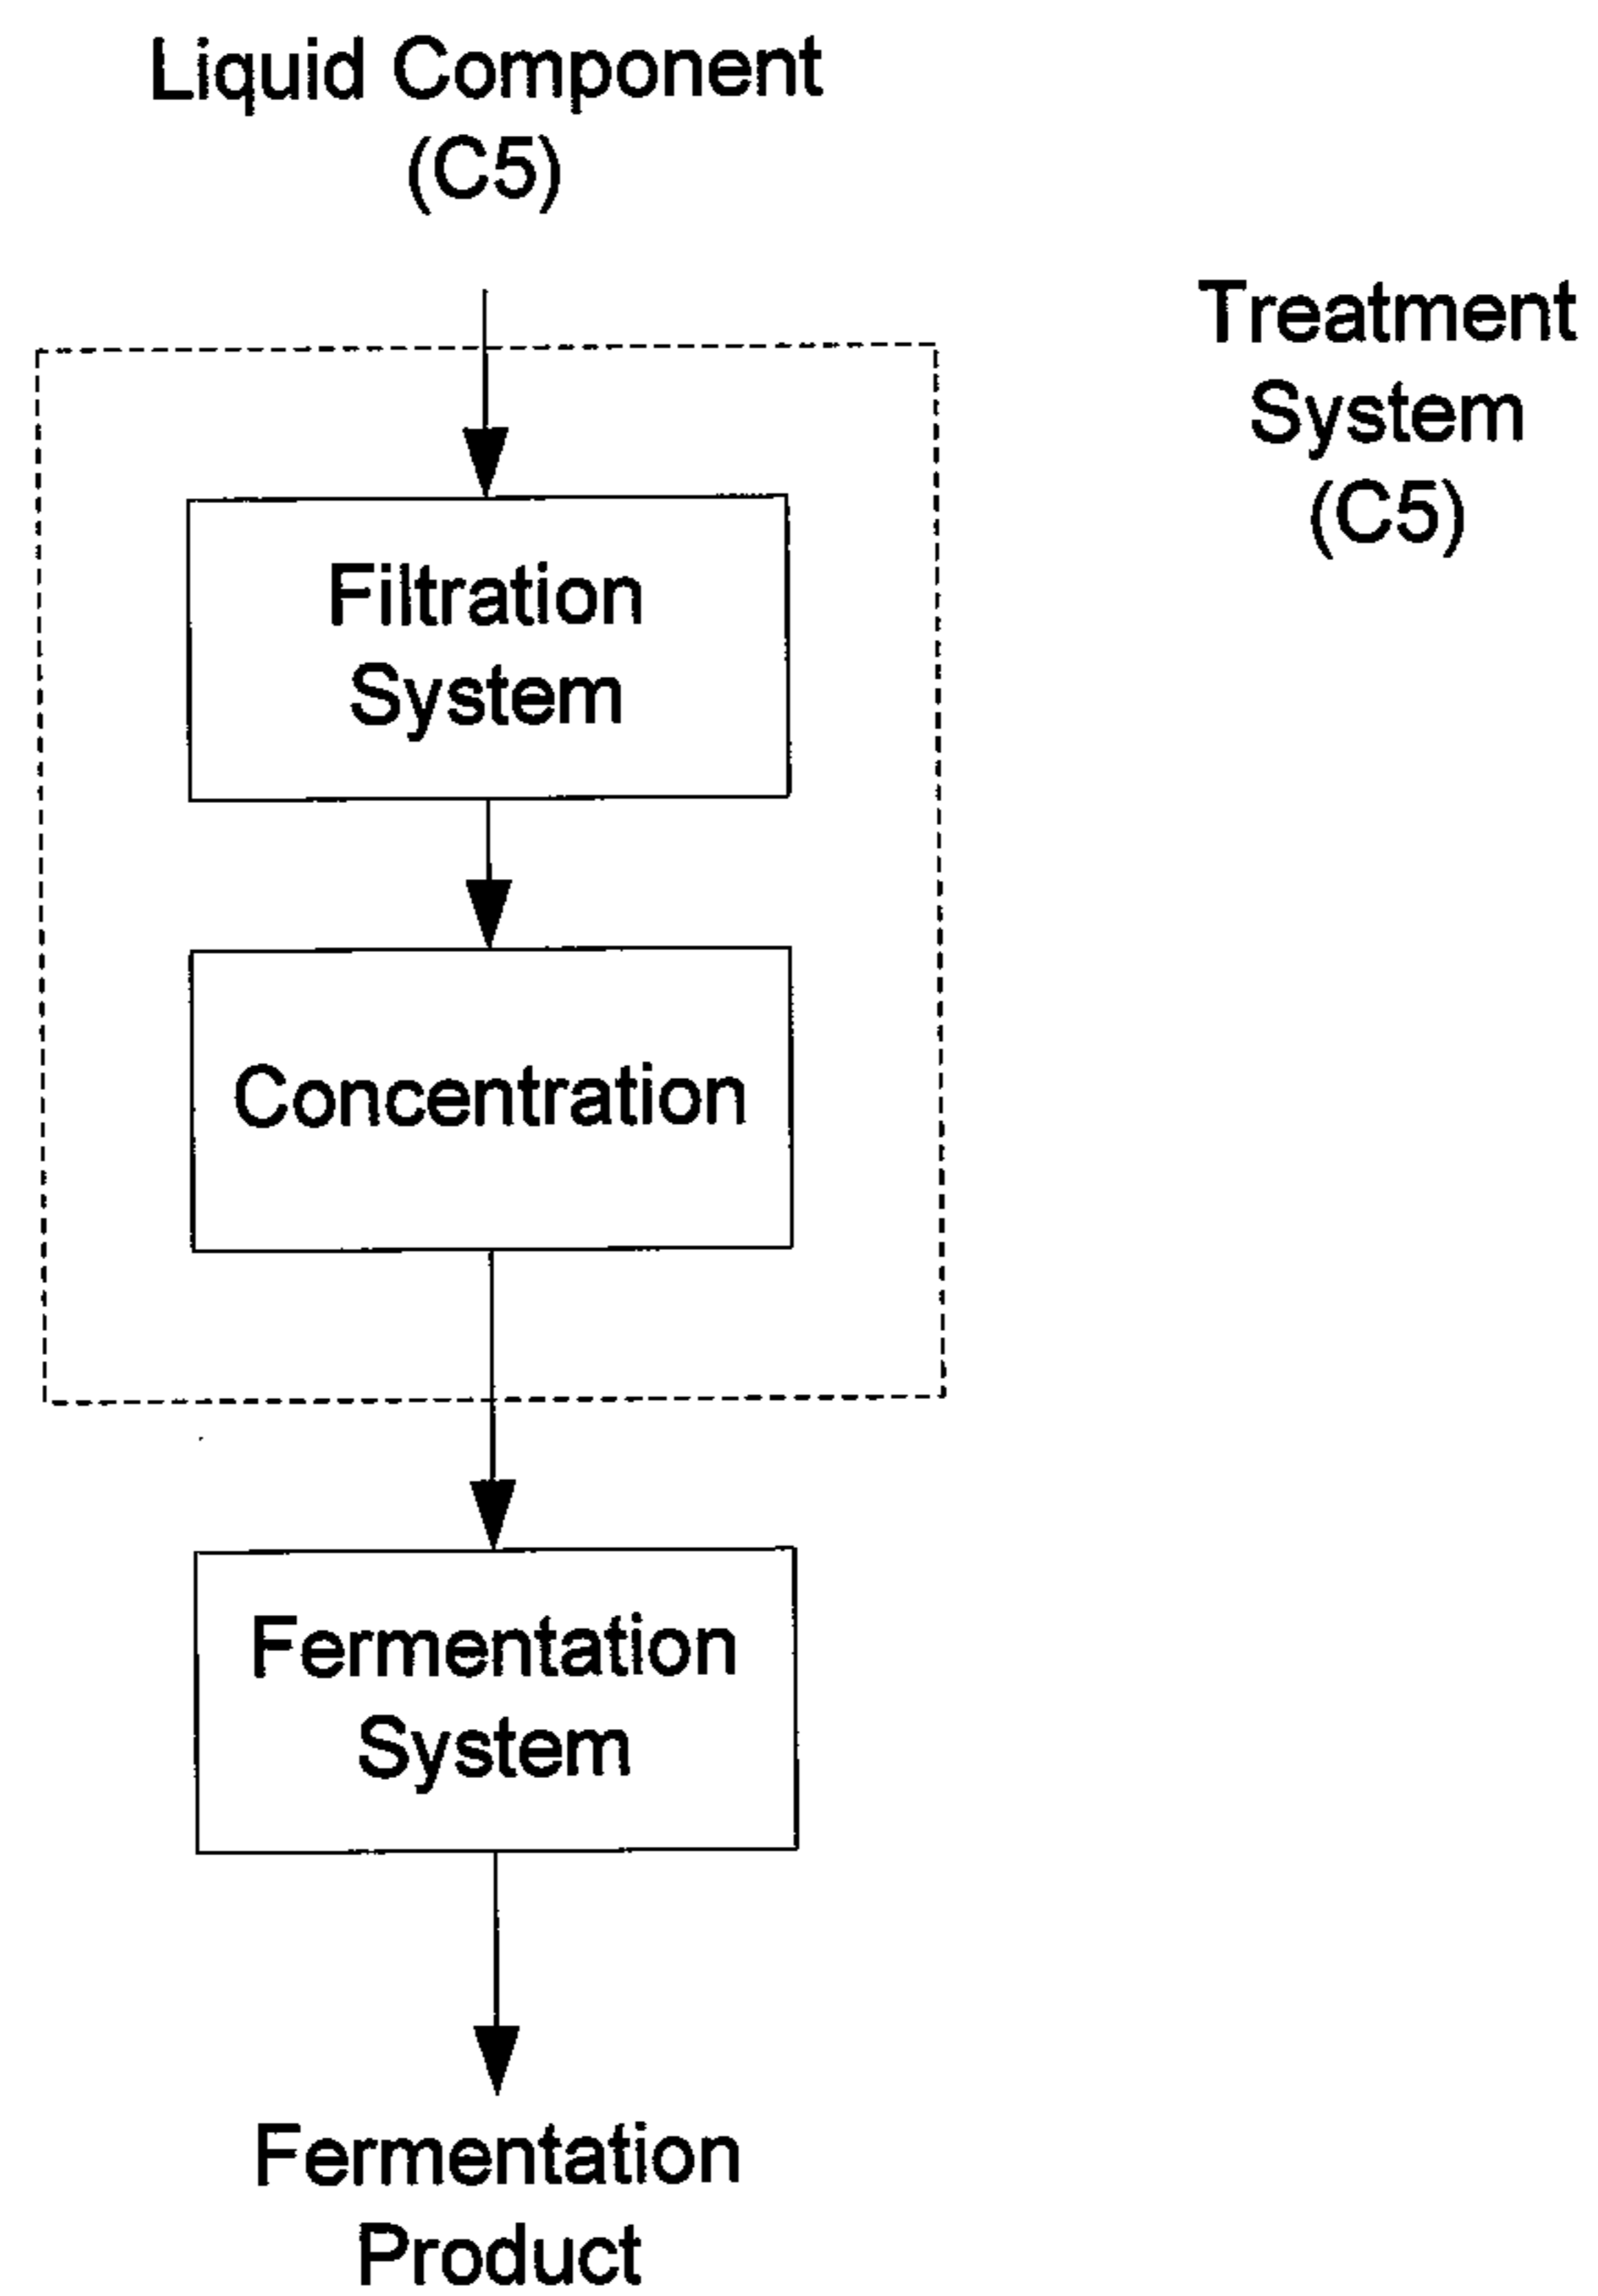 Liquid Component
(C5)
Treatment
System
(C5)
Filtration
System
Concentration
Fermentation
System
Fermentation
Product